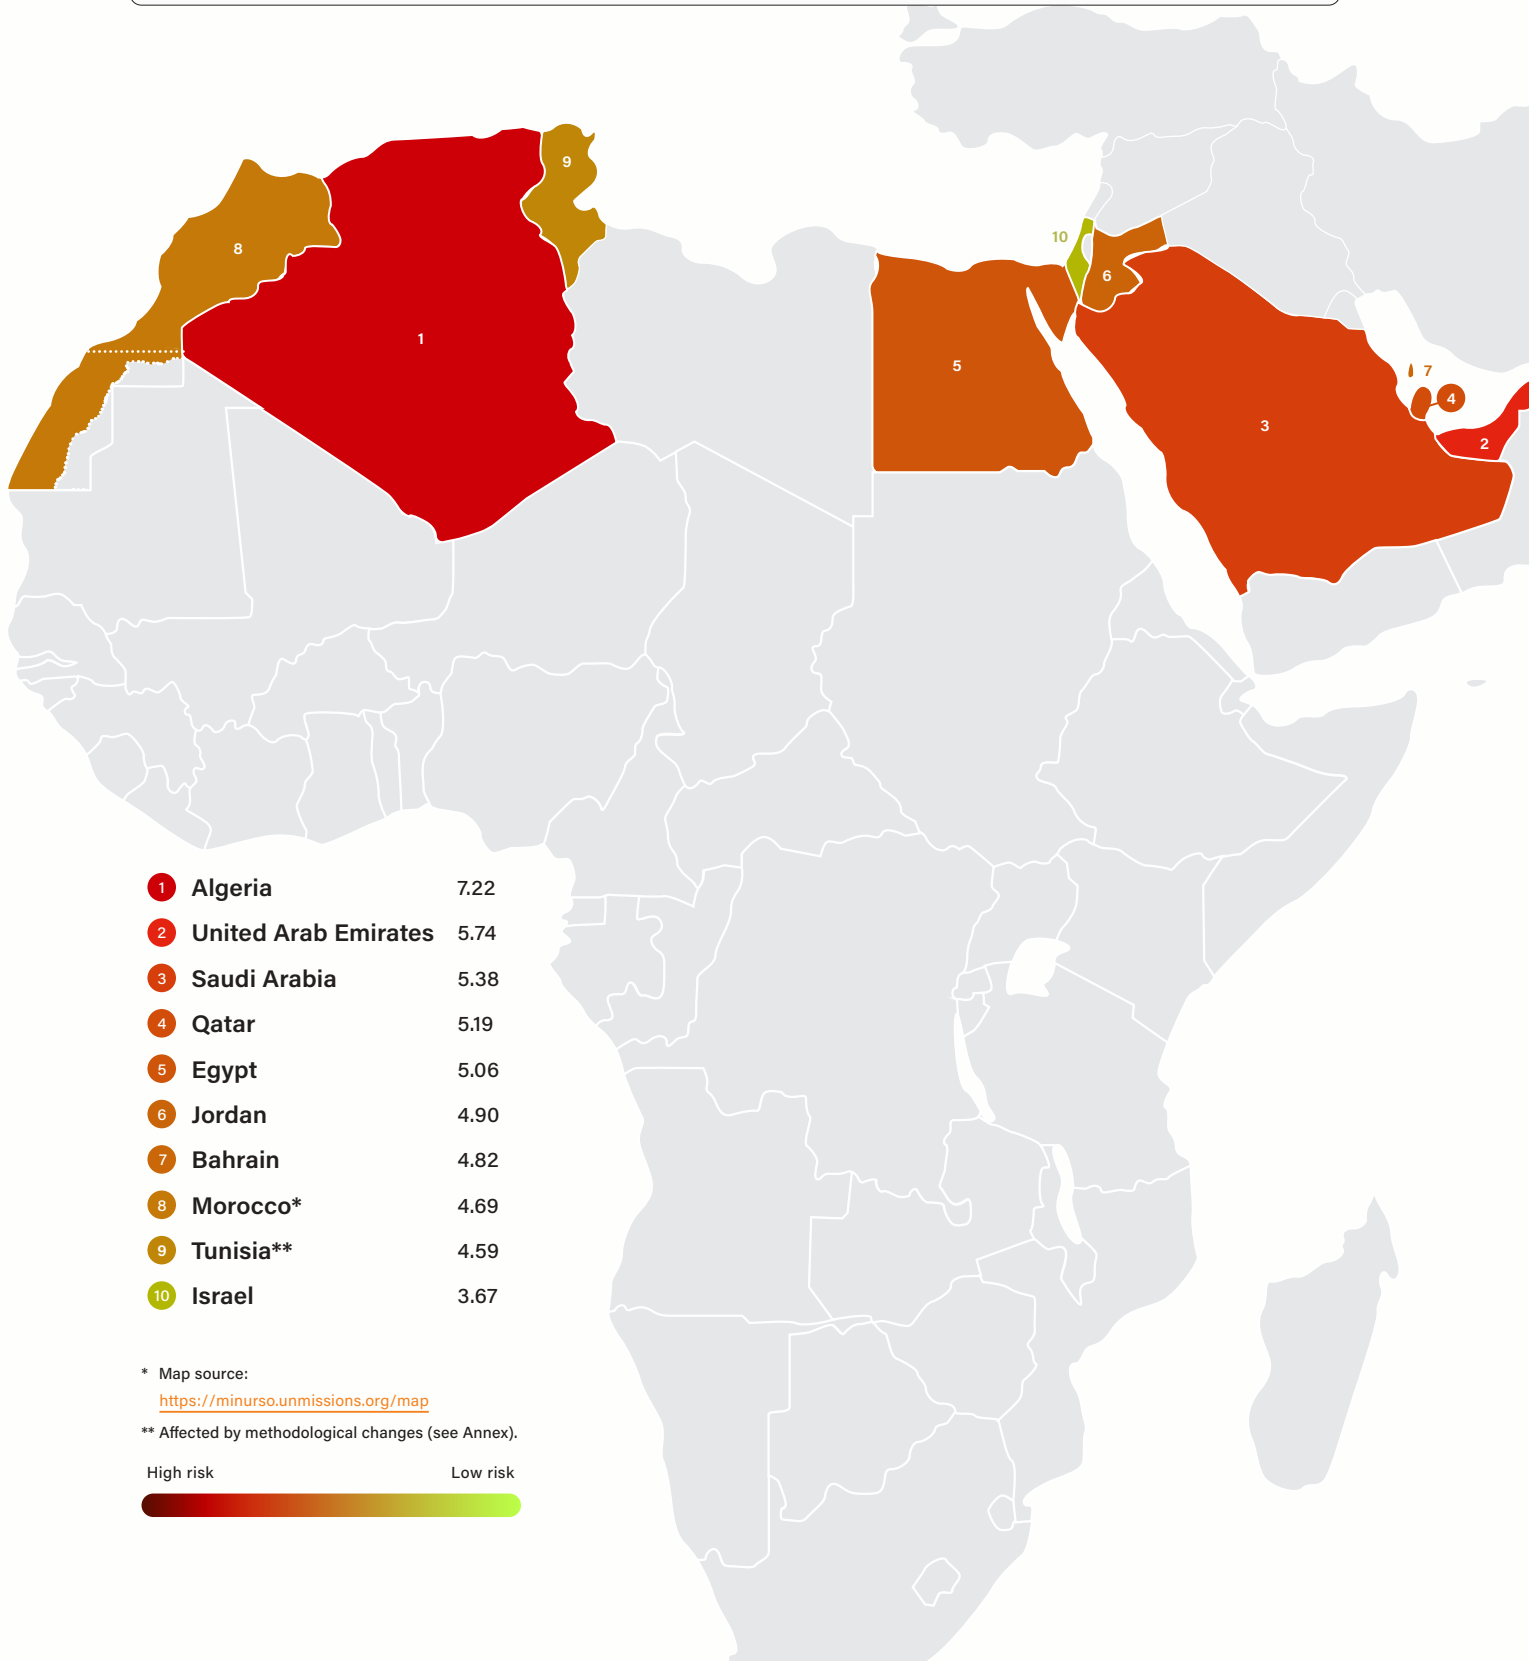 9
8
10
6
1
5
7
4
3
2
1 Algeria 7.22
2 United Arab Emirates 5.74
3 Saudi Arabia 5.38
4 Qatar 5.19
5 Egypt 5.06
6 Jordan 4.90
7 Bahrain 4.82
8 Morocco* 4.69
9 Tunisia** 4.59
10 Israel 3.67
* Map source:
https://minurso.unmissions.org/map
** Affected by methodological changes (see Annex).
High risk Low risk